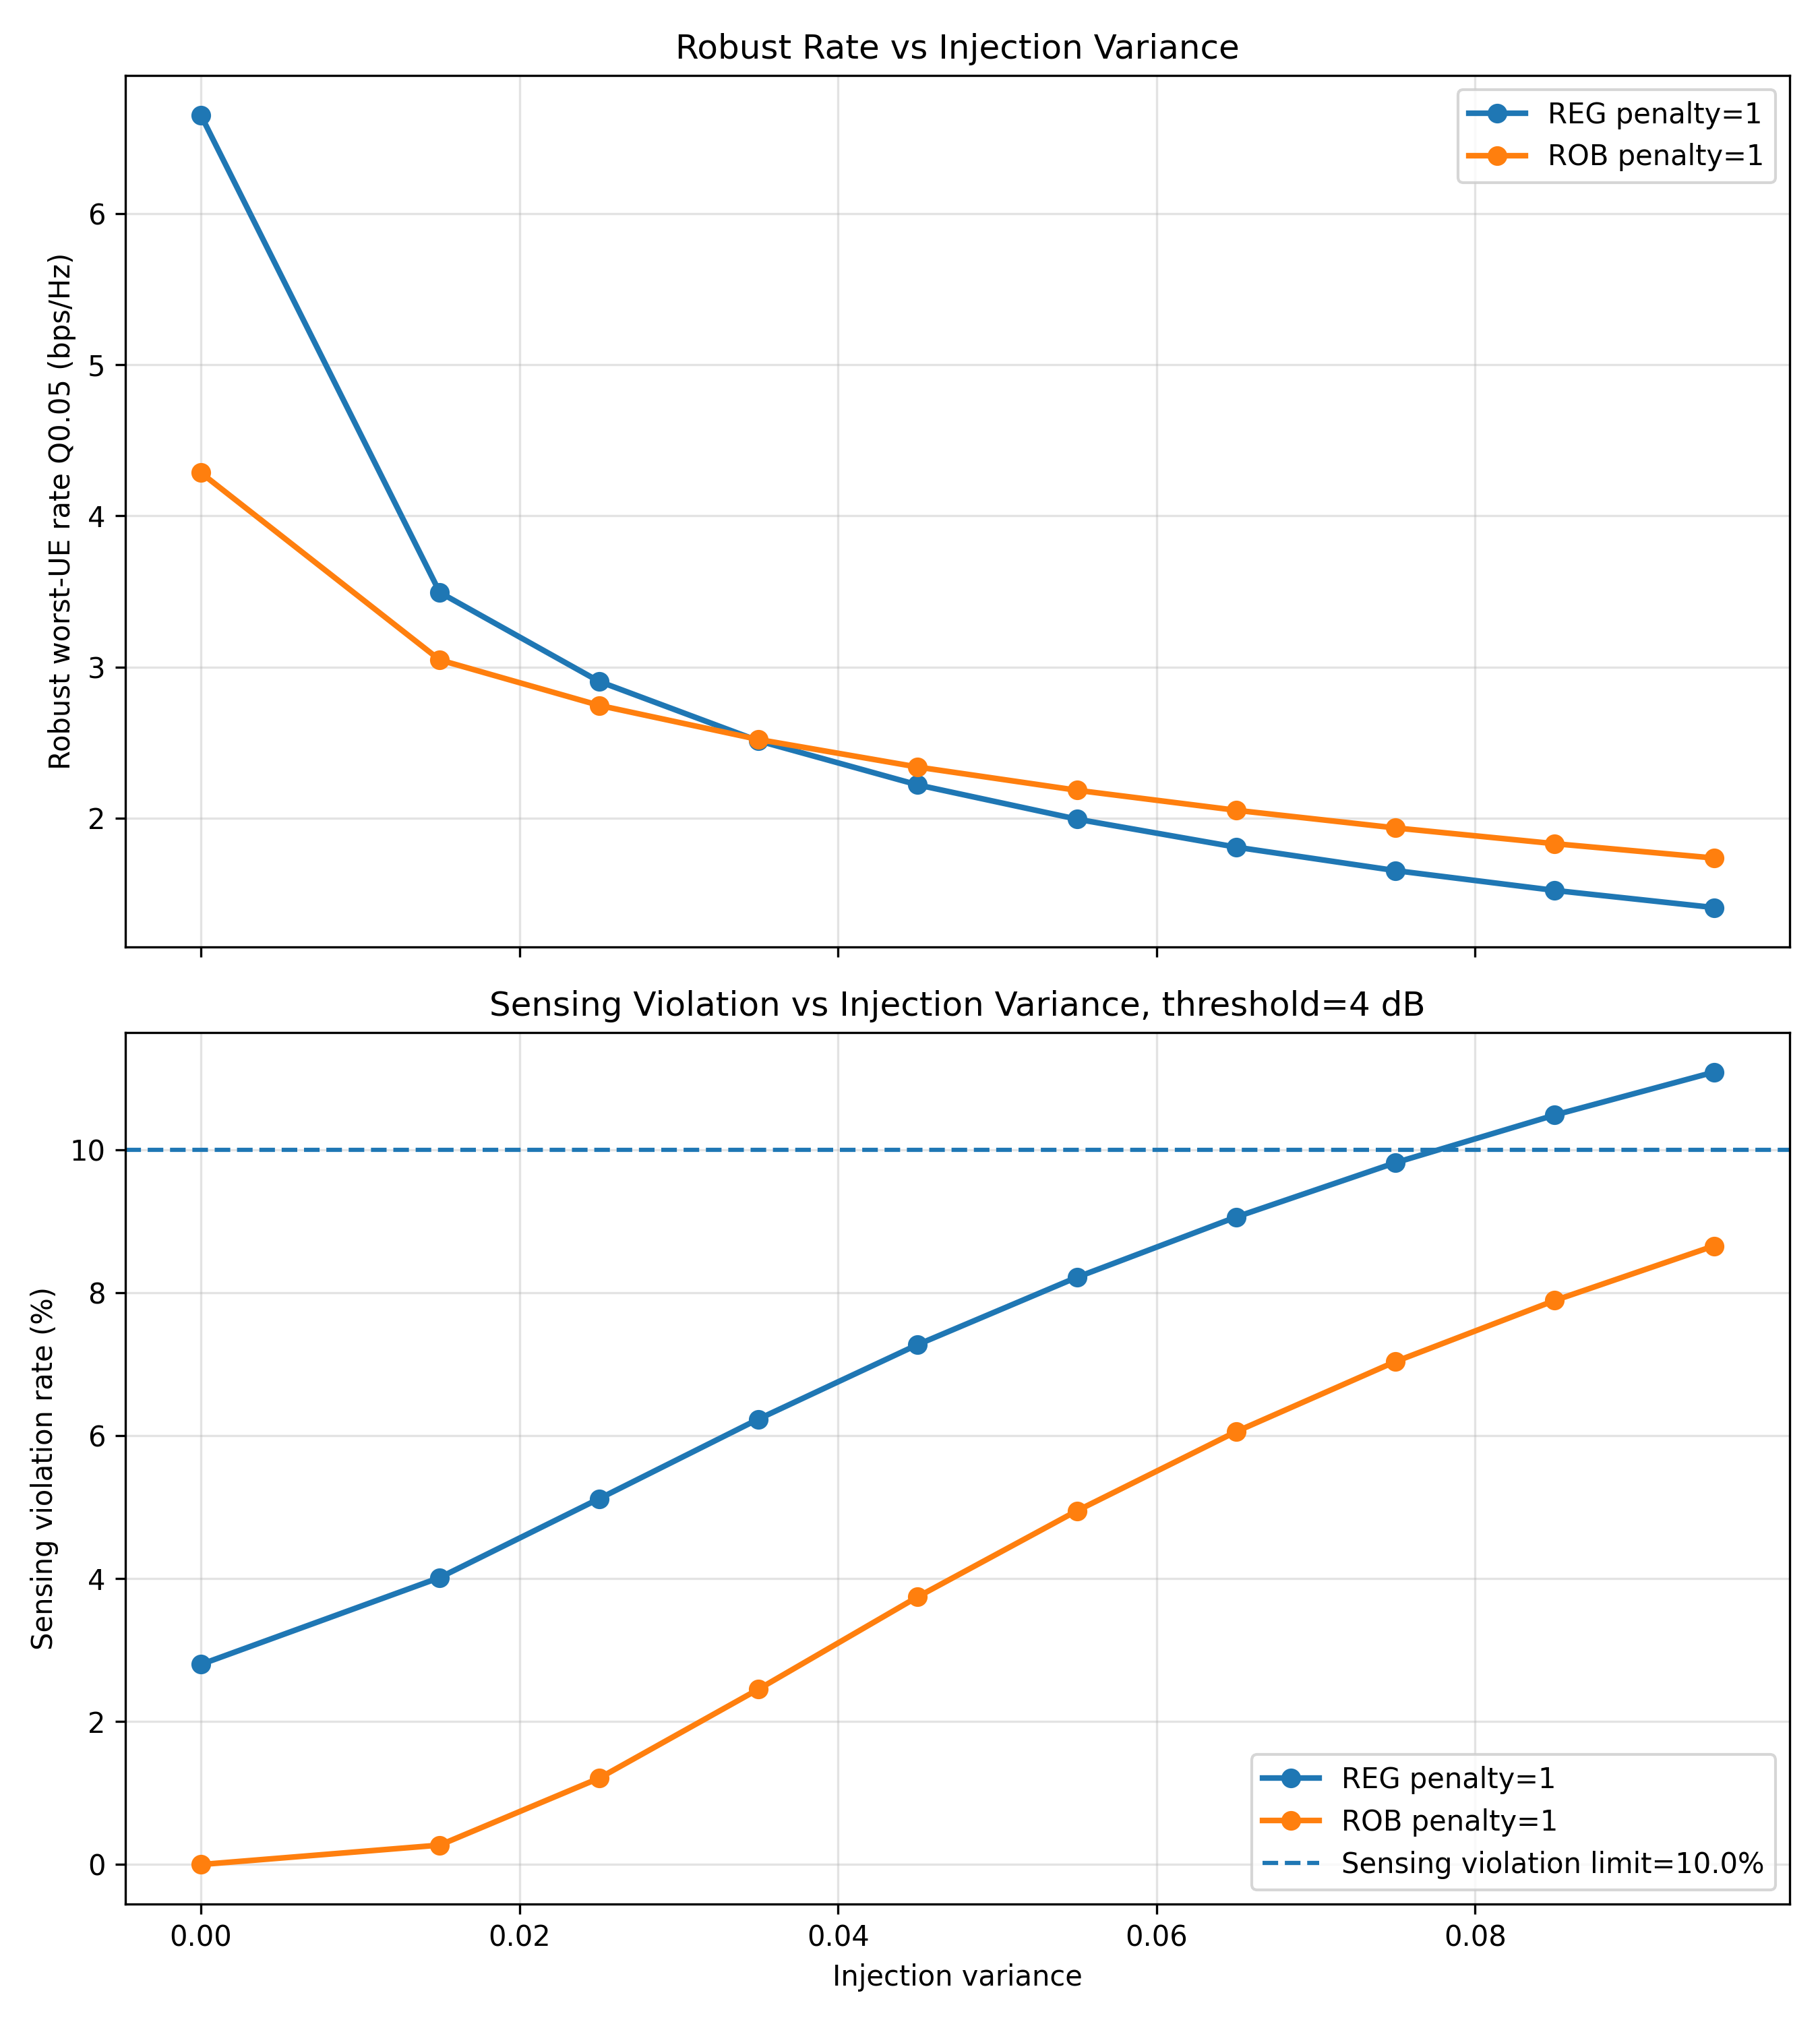 Robust Rate vs Injection Variance
REG penalty=1
ROB penalty=1
Robust worst-UE rate Q0.05 (bps/Hz)
6
5
4
3
2
Sensing Violation vs Injection Variance, threshold=4 dB
Sensing violation rate (%)
10
8
6
4
2
0
REG penalty=1
ROB penalty=1
Sensing violation limit=10.0%
0.00 0.02 0.04 0.06 0.08
Injection variance